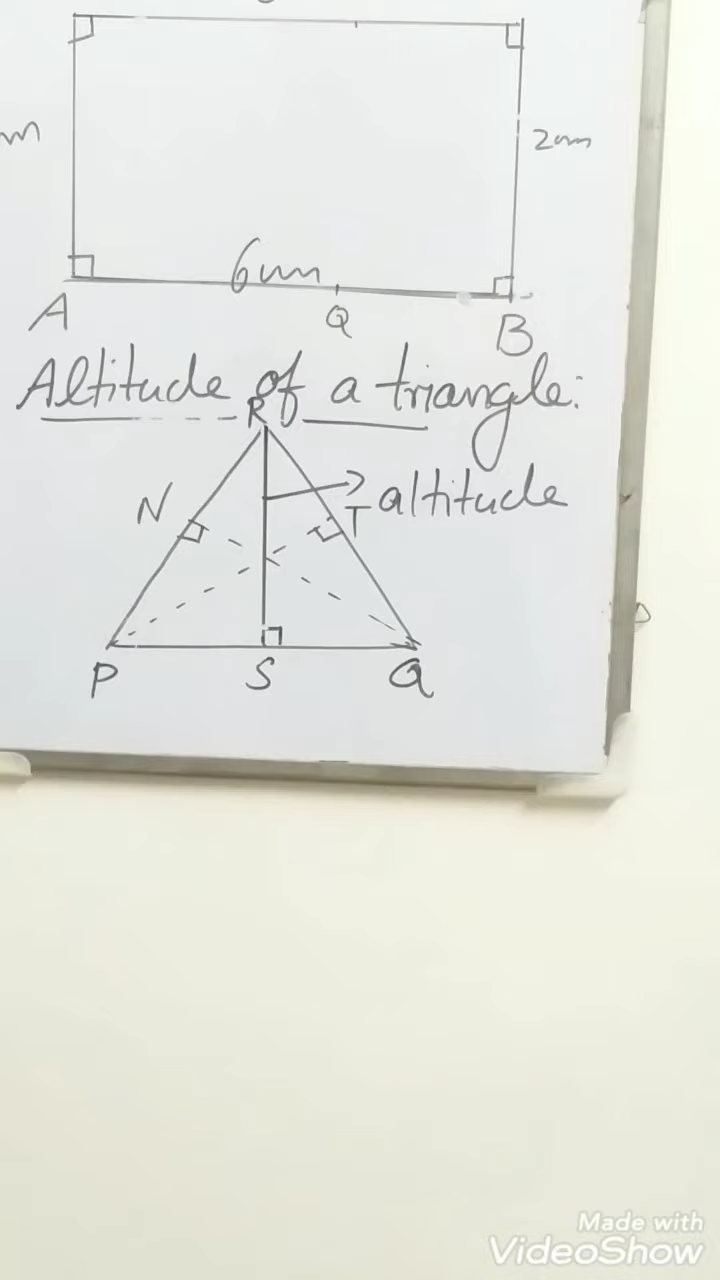 2cm
6cm
A Q B
Altitude of a triangle:
R
N T altitude
P S Q
Made with
VideoShow